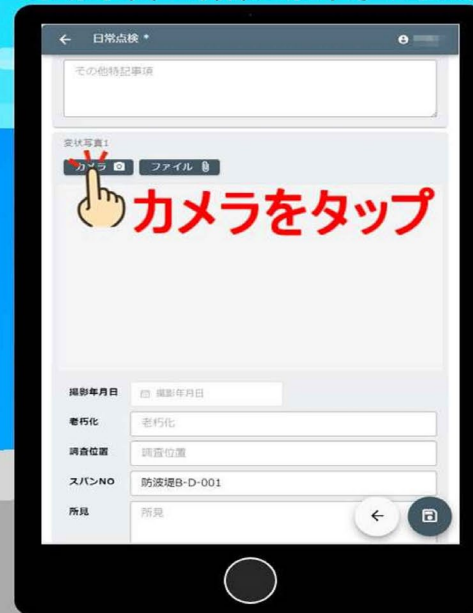 日常点検 *
その他特記事項
変状写真1
カメラ ファイル
カメラをタップ
撮影年月日 撮影年月日
老朽化 老朽化
調査位置 調査位置
スパンNO 防波堤B-D-001
所見 所見